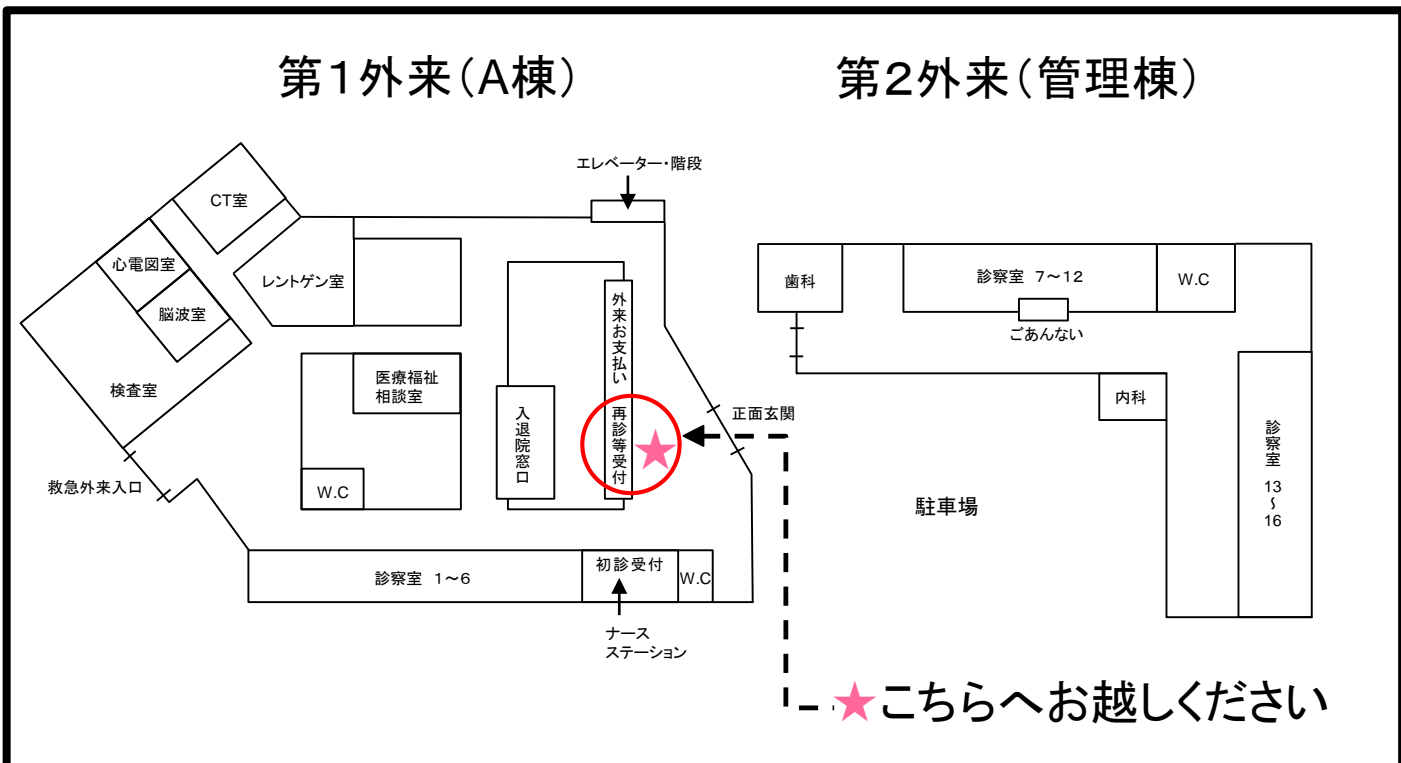 第１外来（A棟）
第２外来（管理棟）
エレベーター・階段
CT室
心電図室
レントゲン室
脳波室
検査室
医療福祉
相談室
外来お支払い
再診等受付
入退院窓口
正面玄関
救急外来入口
W.C
診察室 1～6
初診受付
W.C
ナース
ステーション
歯科
診察室 7～12
W.C
ごあんない
内科
診察室 13～16
駐車場
★こちらへお越しください